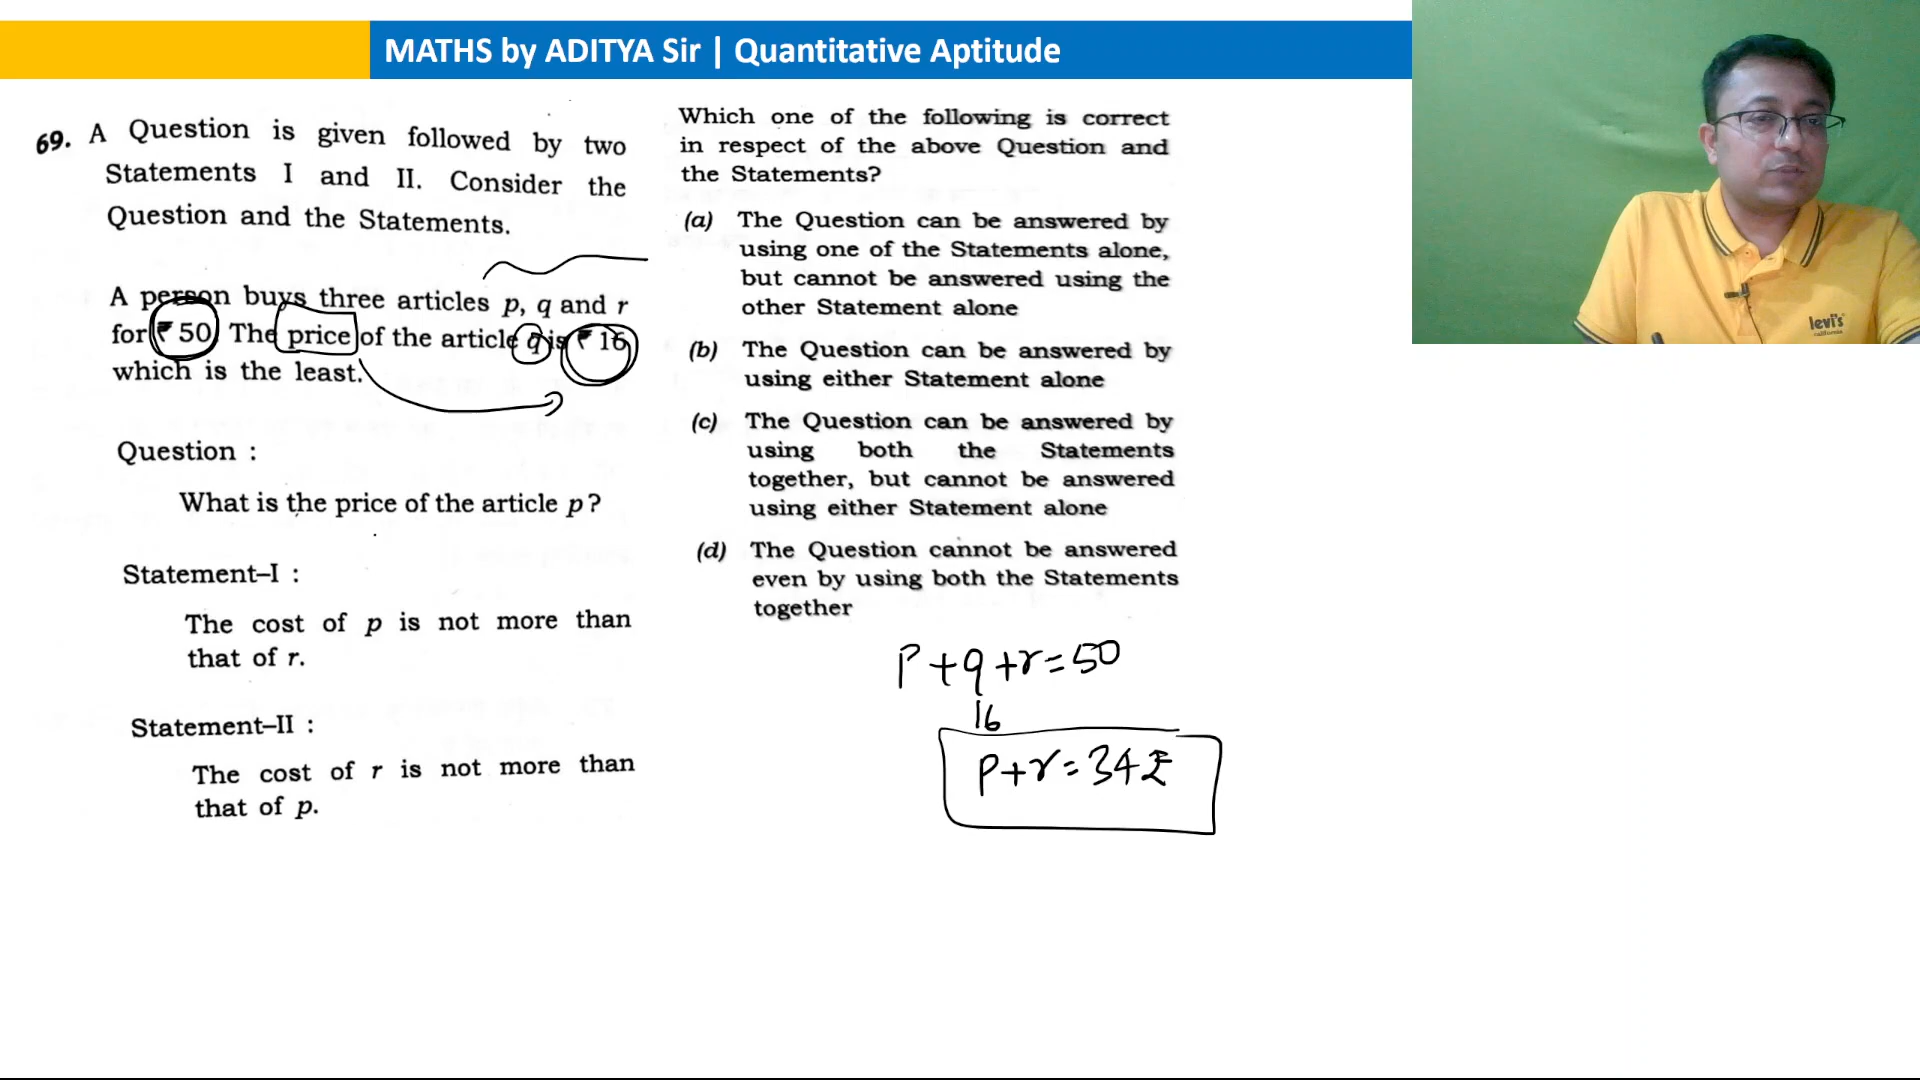 MATHS by ADITYA Sir | Quantitative Aptitude
69. A Question is given followed by two
Statements I and II. Consider the
Question and the Statements.
A person buys three articles p, q and r
for ₹ 50. The price of the article q is ₹ 16
which is the least.
Question :
What is the price of the article p?
Statement–I :
The cost of p is not more than
that of r.
Statement–II :
The cost of r is not more than
that of p.
Which one of the following is correct
in respect of the above Question and
the Statements?
(a) The Question can be answered by
using one of the Statements alone,
but cannot be answered using the
other Statement alone
(b) The Question can be answered by
using either Statement alone
(c) The Question can be answered by
using both the Statements
together, but cannot be answered
using either Statement alone
(d) The Question cannot be answered
even by using both the Statements
together
P+q+r=50
16
P+r=34₹
levi's